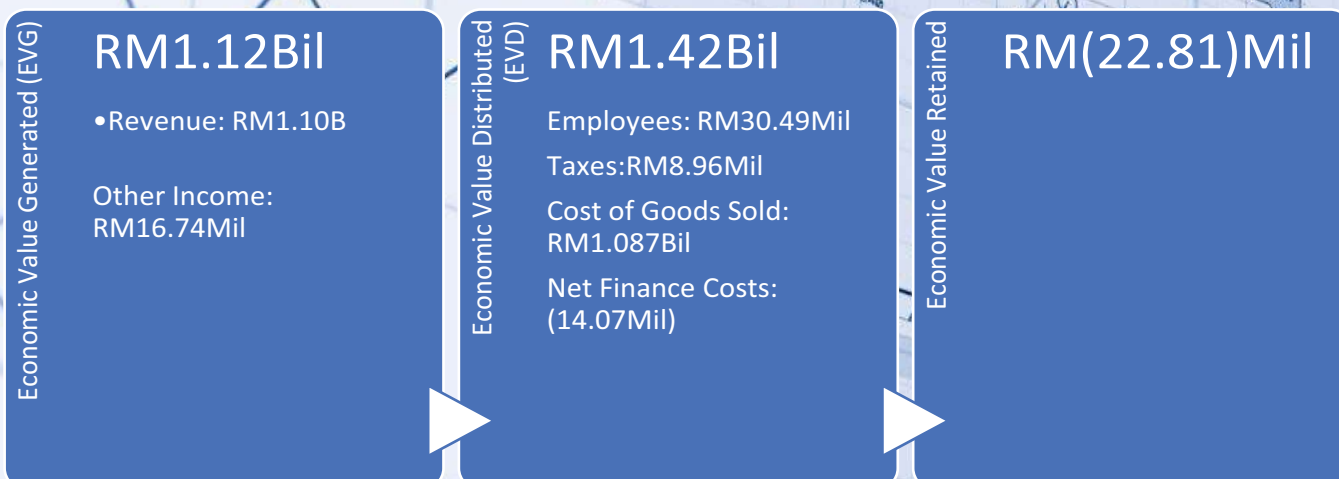 Economic Value Generated (EVG)
RM1.12Bil
•Revenue: RM1.10B
Other Income:
RM16.74Mil
Economic Value Distributed
(EVD)
RM1.42Bil
Employees: RM30.49Mil
Taxes:RM8.96Mil
Cost of Goods Sold:
RM1.087Bil
Net Finance Costs:
(14.07Mil)
Economic Value Retained
RM(22.81)Mil